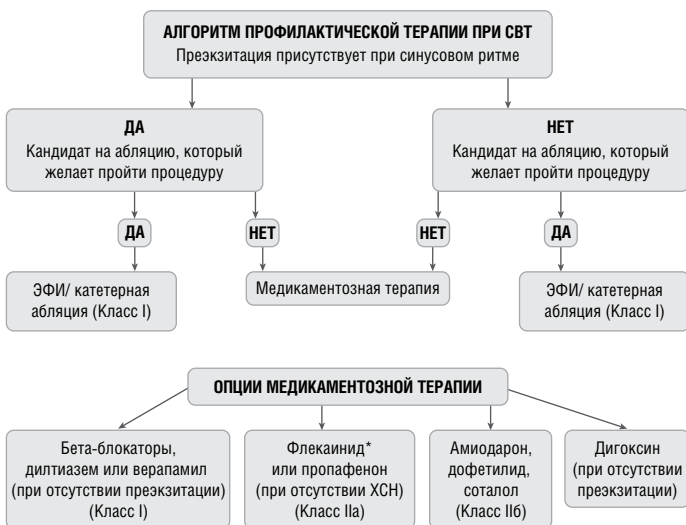 АЛГОРИТМ ПРОФИЛАКТИЧЕСКОЙ ТЕРАПИИ ПРИ СВТ
Преэкзитация присутствует при синусовом ритме
ДА
Кандидат на абляцию, который
желает пройти процедуру
НЕТ
Кандидат на абляцию, который
желает пройти процедуру
ДА
НЕТ
НЕТ
ДА
ЭФИ/ катетерная
абляция (Класс I)
Медикаментозная терапия
ЭФИ/ катетерная
абляция (Класс I)
ОПЦИИ МЕДИКАМЕНТОЗНОЙ ТЕРАПИИ
Бета-блокаторы,
дилтиазем или верапамил
(при отсутствии преэкзитации)
(Класс I)
Флекаинид*
или пропафенон
(при отсутствии ХСН)
(Класс IIа)
Амиодарон,
дофетилид,
соталол
(Класс IIб)
Дигоксин
(при отсутствии
преэкзитации)